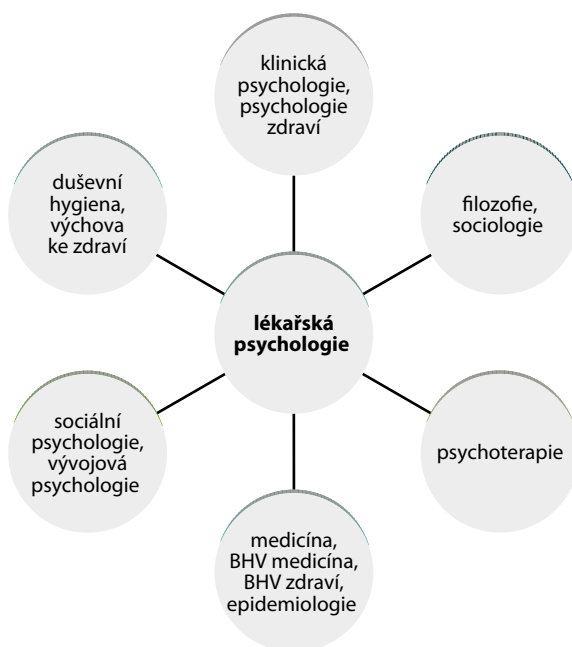 klinická
psychologie,
psychologie
zdraví
duševní
hygiena,
výchova
ke zdraví
filozofie,
sociologie
lékařská
psychologie
sociální
psychologie,
vývojová
psychologie
psychoterapie
medicína,
BHV medicína,
BHV zdraví,
epidemiologie